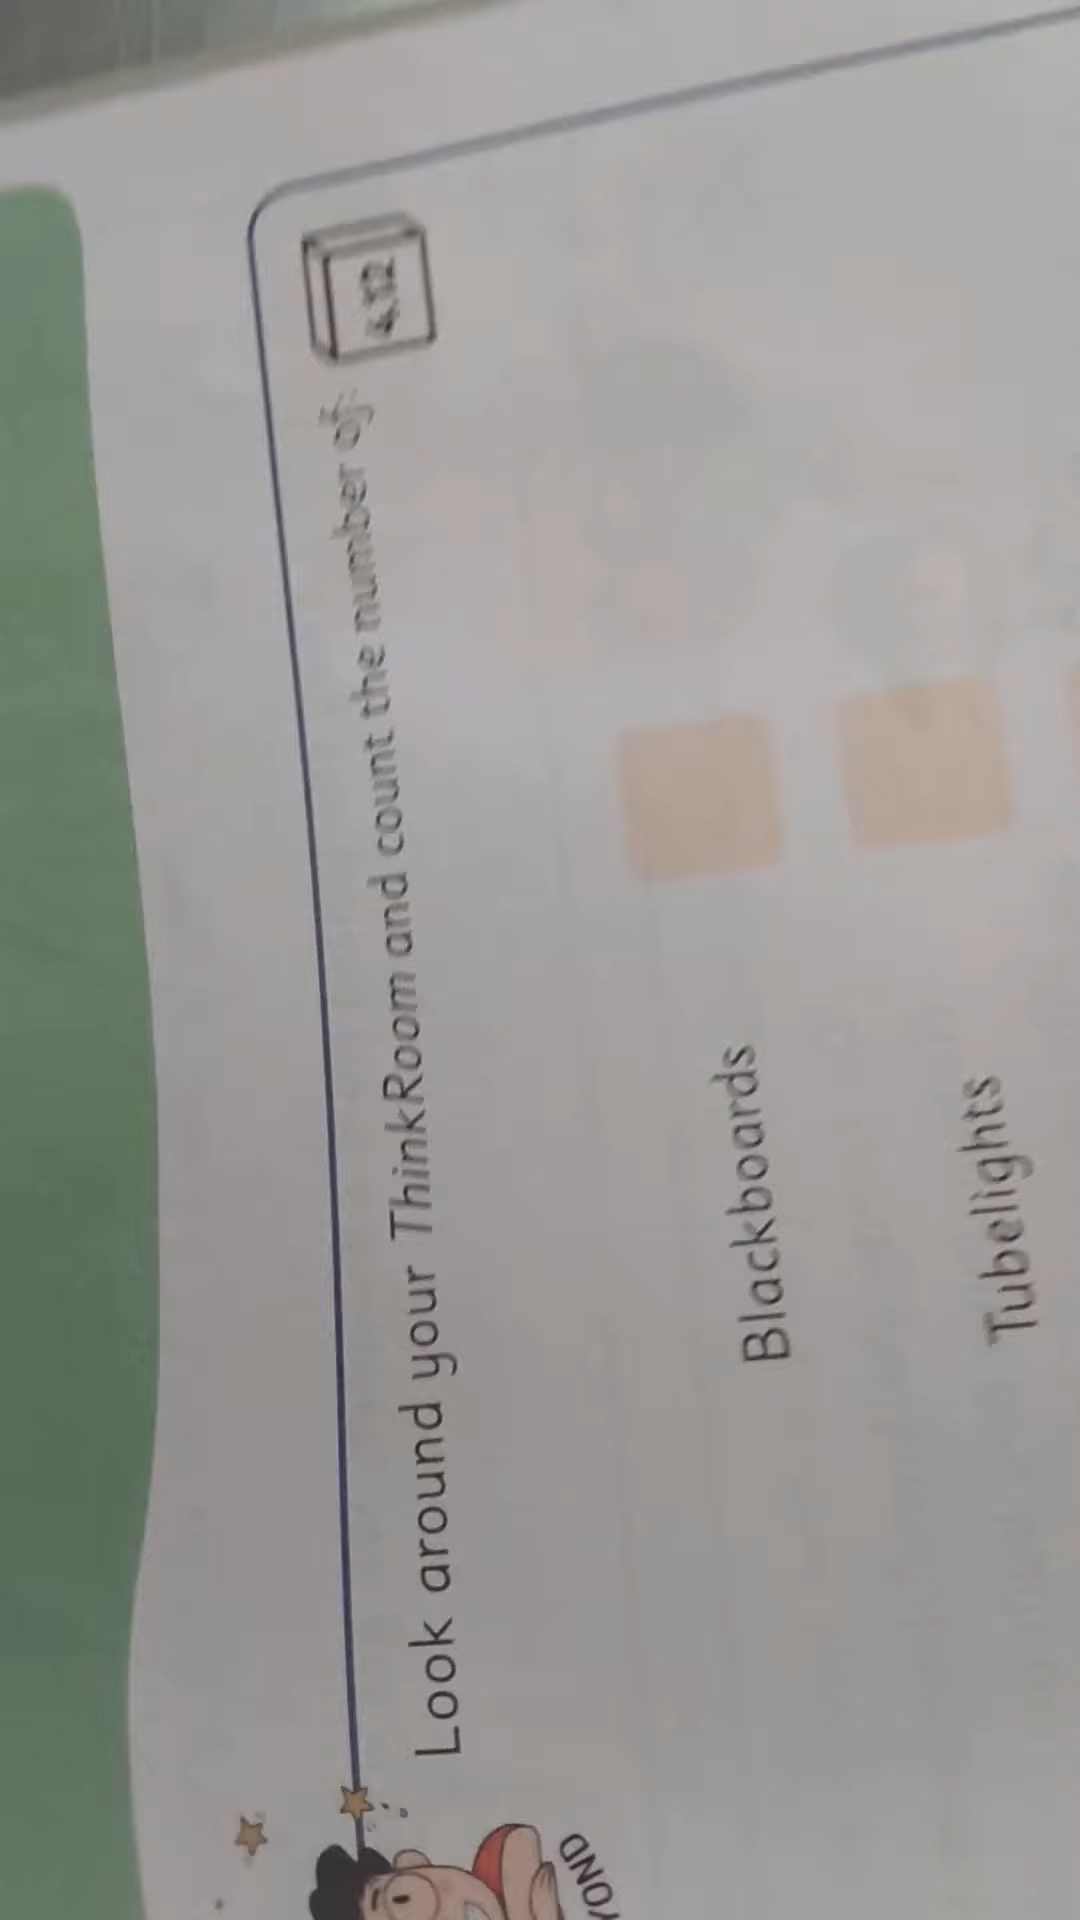 Look around your ThinkRoom and count the number of:
4.12
Blackboards
Tubelights
YOND